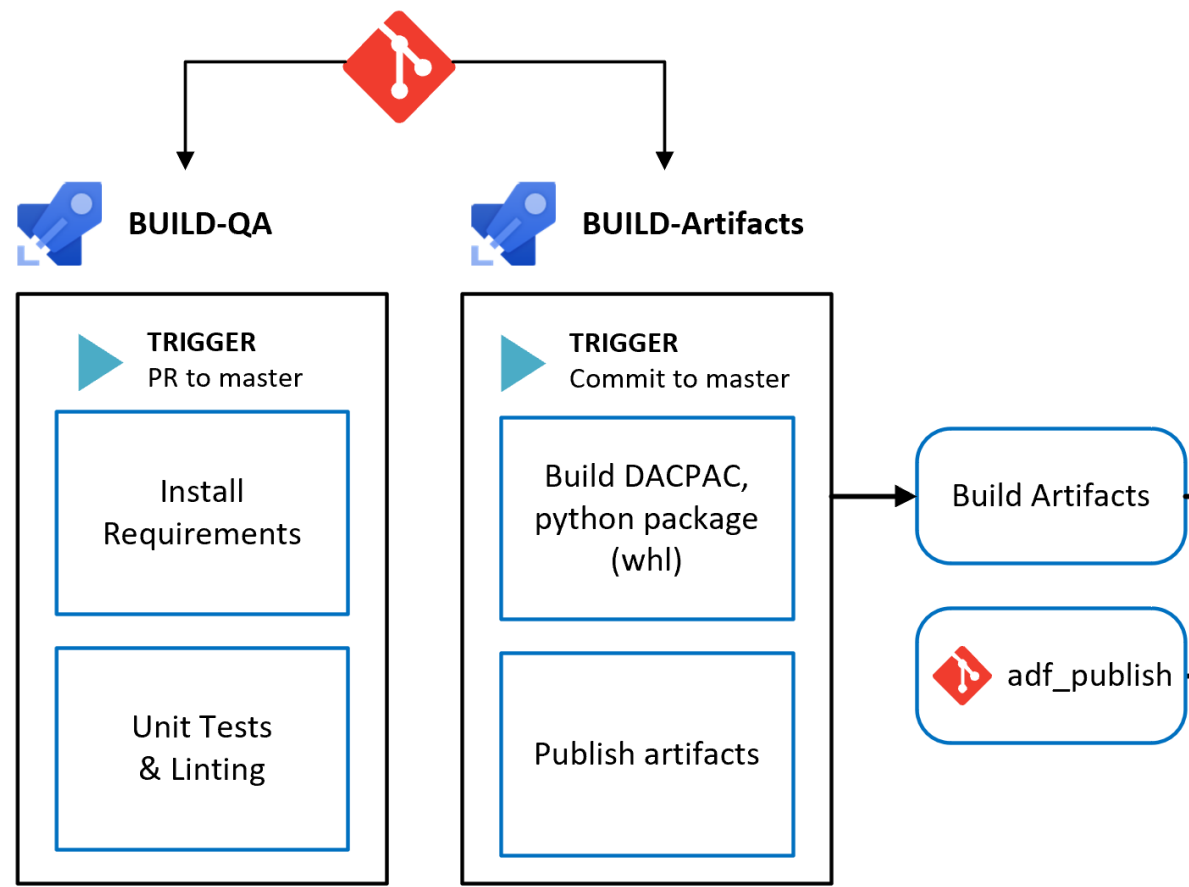 BUILD-QA
TRIGGER
PR to master
Install
Requirements
Unit Tests
& Linting
BUILD-Artifacts
TRIGGER
Commit to master
Build DACPAC,
python package
(whl)
Publish artifacts
Build Artifacts
adf_publish